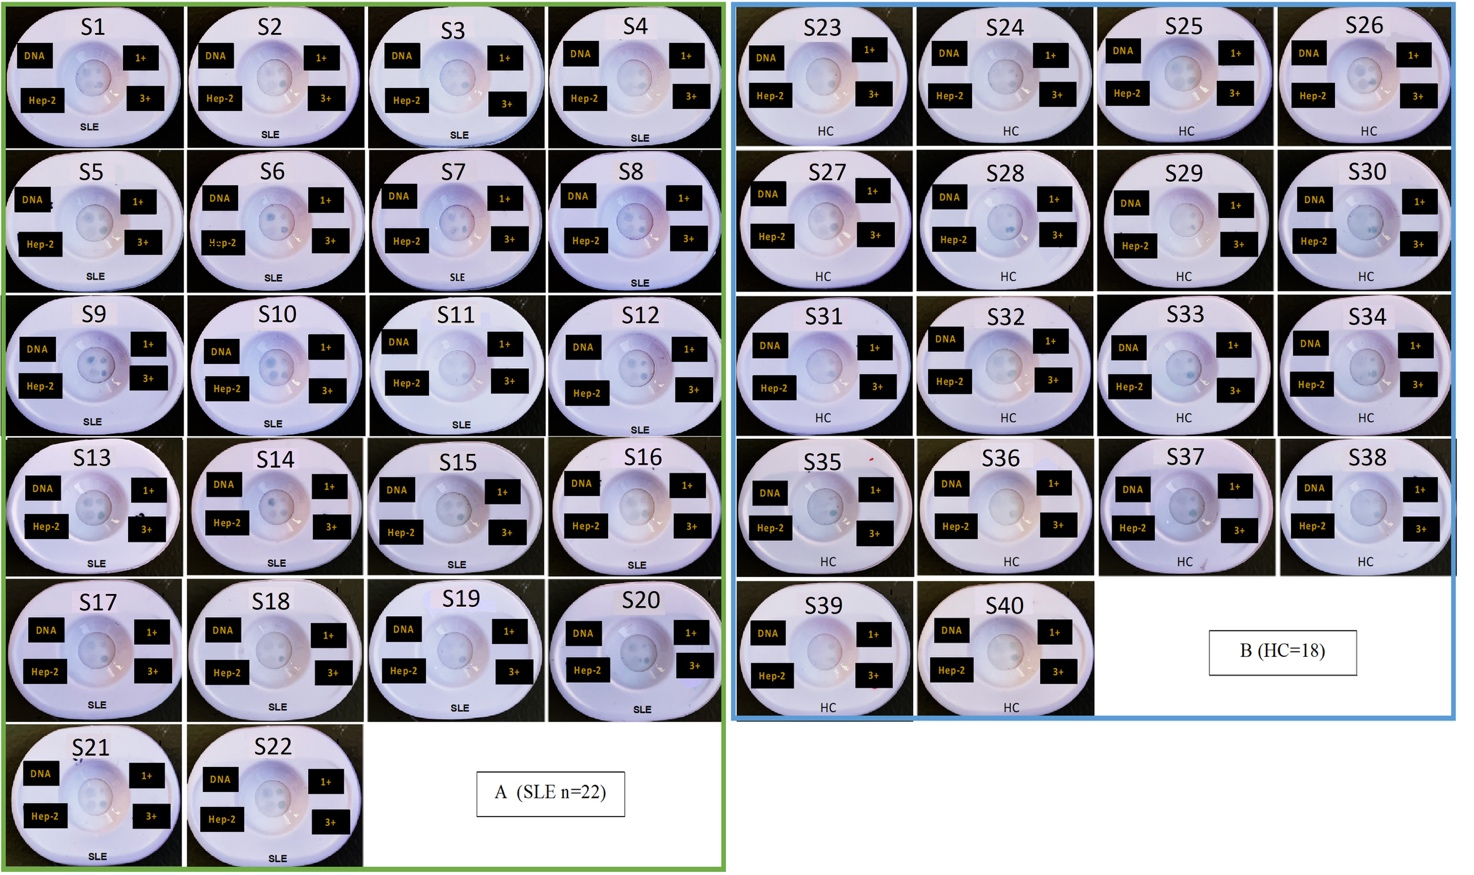 S1
DNA 1+
Hep-2 3+
SLE
S2
DNA 1+
Hep-2 3+
SLE
S3
DNA 1+
Hep-2 3+
SLE
S4
DNA 1+
Hep-2 3+
SLE
S5
DNA 1+
Hep-2 3+
SLE
S6
DNA 1+
Hep-2 3+
SLE
S7
DNA 1+
Hep-2 3+
SLE
S8
DNA 1+
Hep-2 3+
SLE
S9
DNA 1+
Hep-2 3+
SLE
S10
DNA 1+
Hep-2 3+
SLE
S11
DNA 1+
Hep-2 3+
SLE
S12
DNA 1+
Hep-2 3+
SLE
S13
DNA 1+
Hep-2 3+
SLE
S14
DNA 1+
Hep-2 3+
SLE
S15
DNA 1+
Hep-2 3+
SLE
S16
DNA 1+
Hep-2 3+
SLE
S17
DNA 1+
Hep-2 3+
SLE
S18
DNA 1+
Hep-2 3+
SLE
S19
DNA 1+
Hep-2 3+
SLE
S20
DNA 1+
Hep-2 3+
SLE
S21
DNA 1+
Hep-2 3+
SLE
S22
DNA 1+
Hep-2 3+
SLE
A (SLE n=22)
S23
DNA 1+
Hep-2 3+
HC
S24
DNA 1+
Hep-2 3+
HC
S25
DNA 1+
Hep-2 3+
HC
S26
DNA 1+
Hep-2 3+
HC
S27
DNA 1+
Hep-2 3+
HC
S28
DNA 1+
Hep-2 3+
HC
S29
DNA 1+
Hep-2 3+
HC
S30
DNA 1+
Hep-2 3+
HC
S31
DNA 1+
Hep-2 3+
HC
S32
DNA 1+
Hep-2 3+
HC
S33
DNA 1+
Hep-2 3+
HC
S34
DNA 1+
Hep-2 3+
HC
S35
DNA 1+
Hep-2 3+
HC
S36
DNA 1+
Hep-2 3+
HC
S37
DNA 1+
Hep-2 3+
HC
S38
DNA 1+
Hep-2 3+
HC
S39
DNA 1+
Hep-2 3+
HC
S40
DNA 1+
Hep-2 3+
HC
B (HC=18)